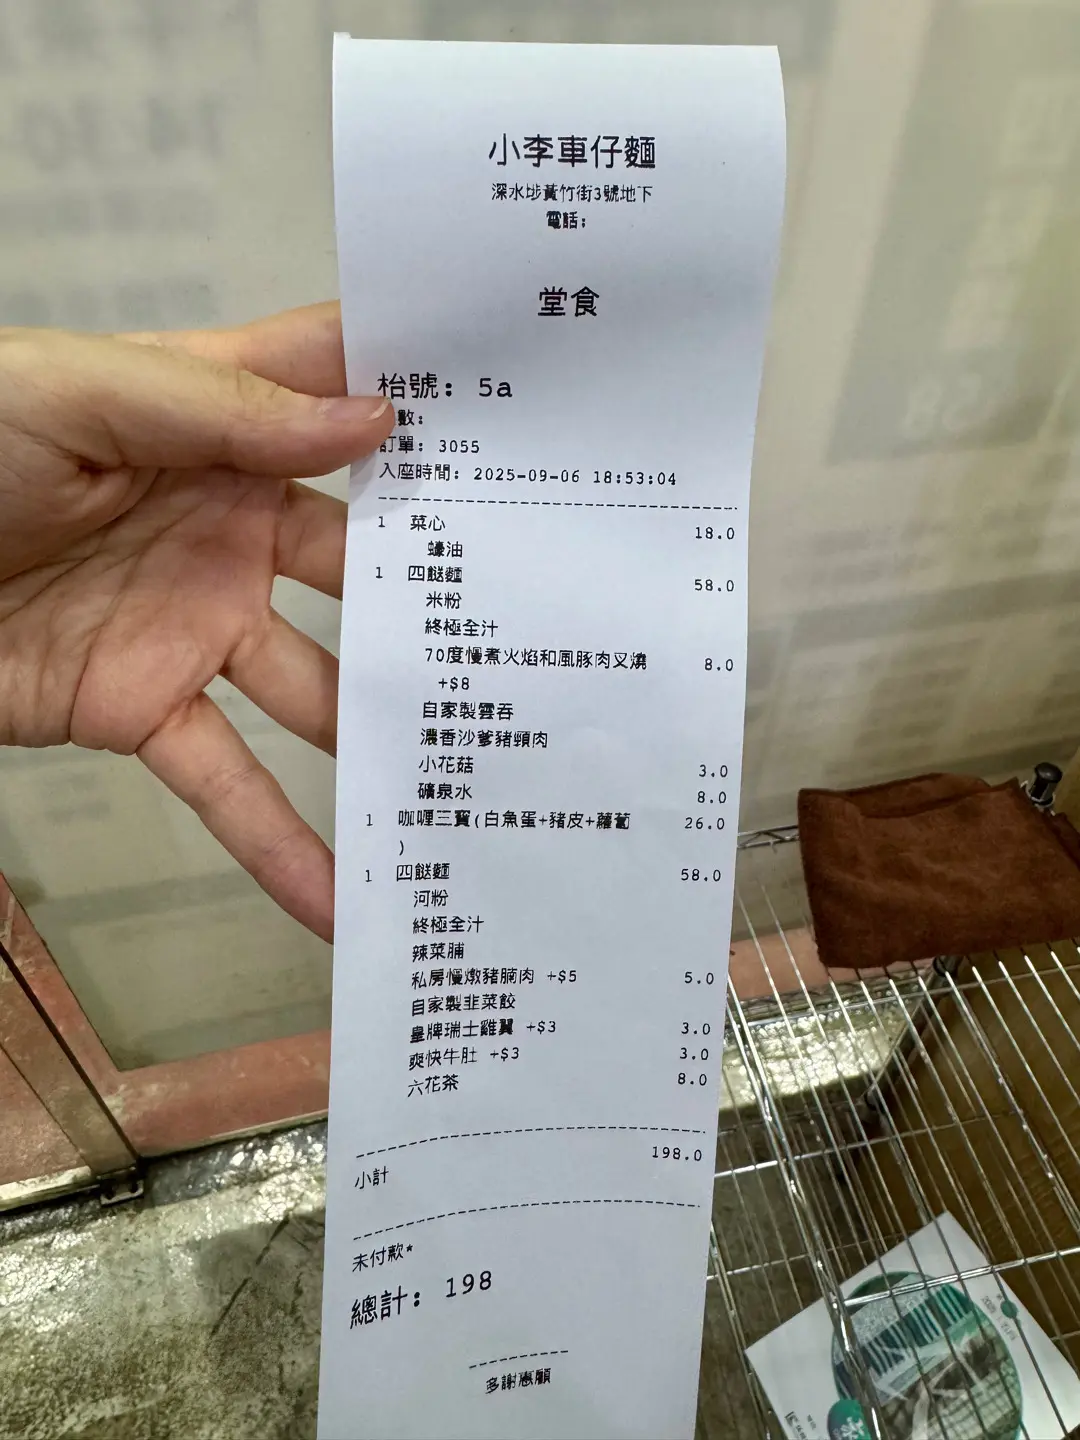 小李車仔麵
深水埗黃竹街3號地下
電話:
堂食
枱號: 5a
數:
訂單: 3055
入座時間: 2025-09-06 18:53:04
1 菜心 18.0
蠔油
1 四餸麵 58.0
米粉
終極全汁
70度慢煮火焰和風豚肉叉燒 8.0
+$8
自家製雲吞
濃香沙爹豬頸肉
小花菇 3.0
礦泉水 8.0
1 咖喱三寶(白魚蛋+豬皮+蘿蔔 26.0
)
1 四餸麵 58.0
河粉
終極全汁
辣菜脯
私房慢燉豬腩肉 +$5 5.0
自家製韭菜餃
皇牌瑞士雞翼 +$3 3.0
爽快牛肚 +$3 3.0
六花茶 8.0
小計 198.0
未付款*
總計: 198
多謝惠顧